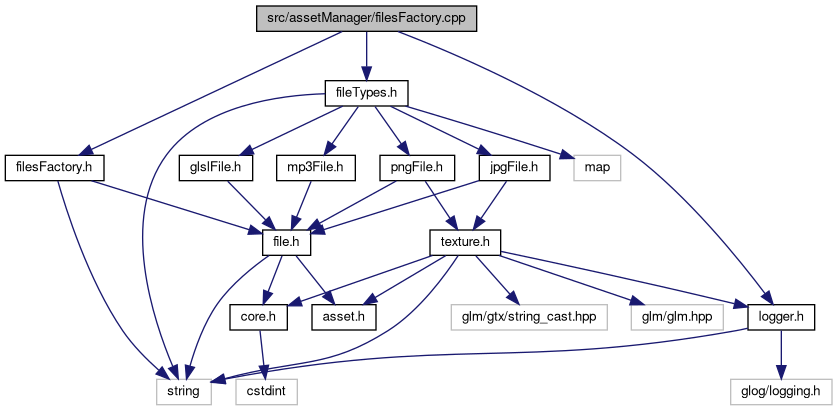 src/assetManager/filesFactory.cpp
fileTypes.h
filesFactory.h
glslFile.h
mp3File.h
pngFile.h
jpgFile.h
map
file.h
texture.h
core.h
asset.h
glm/gtx/string_cast.hpp
glm/glm.hpp
logger.h
string
cstdint
glog/logging.h